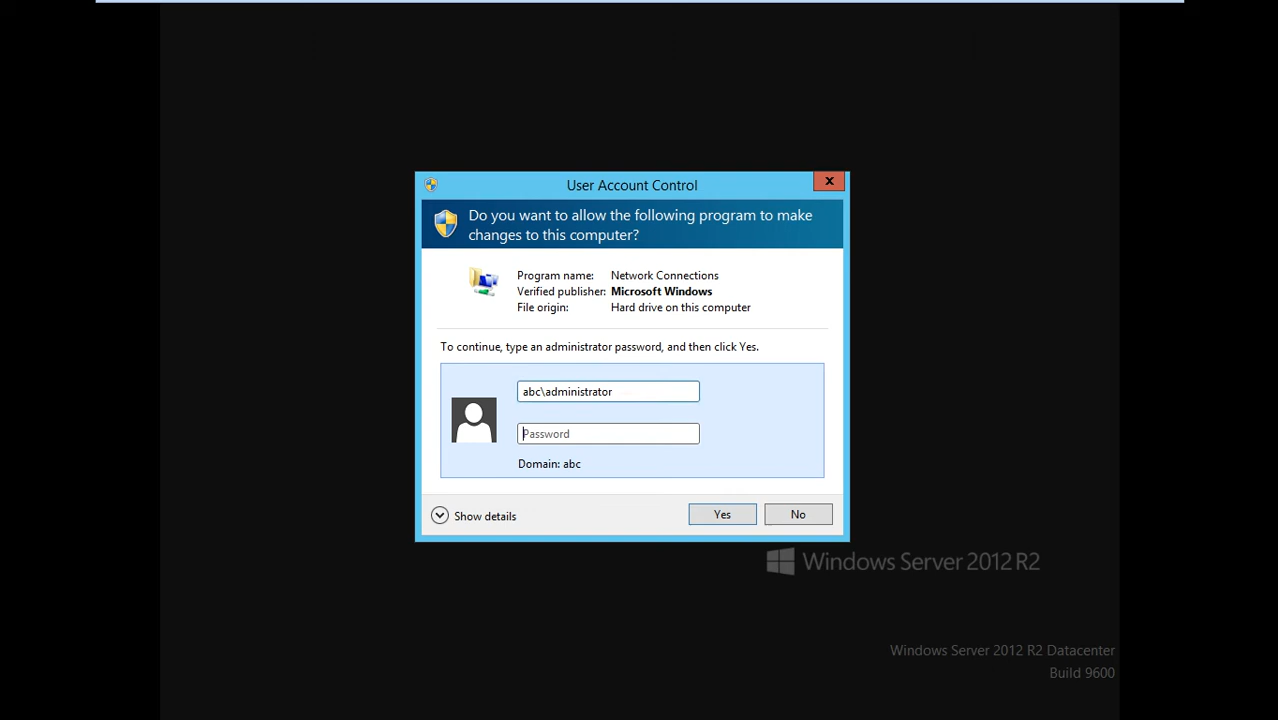 User Account Control
Do you want to allow the following program to make
changes to this computer?
Program name: Network Connections
Verified publisher: Microsoft Windows
File origin: Hard drive on this computer
To continue, type an administrator password, and then click Yes.
abc\administrator
Password
Domain: abc
Show details
Yes
No
Windows Server 2012 R2
Windows Server 2012 R2 Datacenter
Build 9600